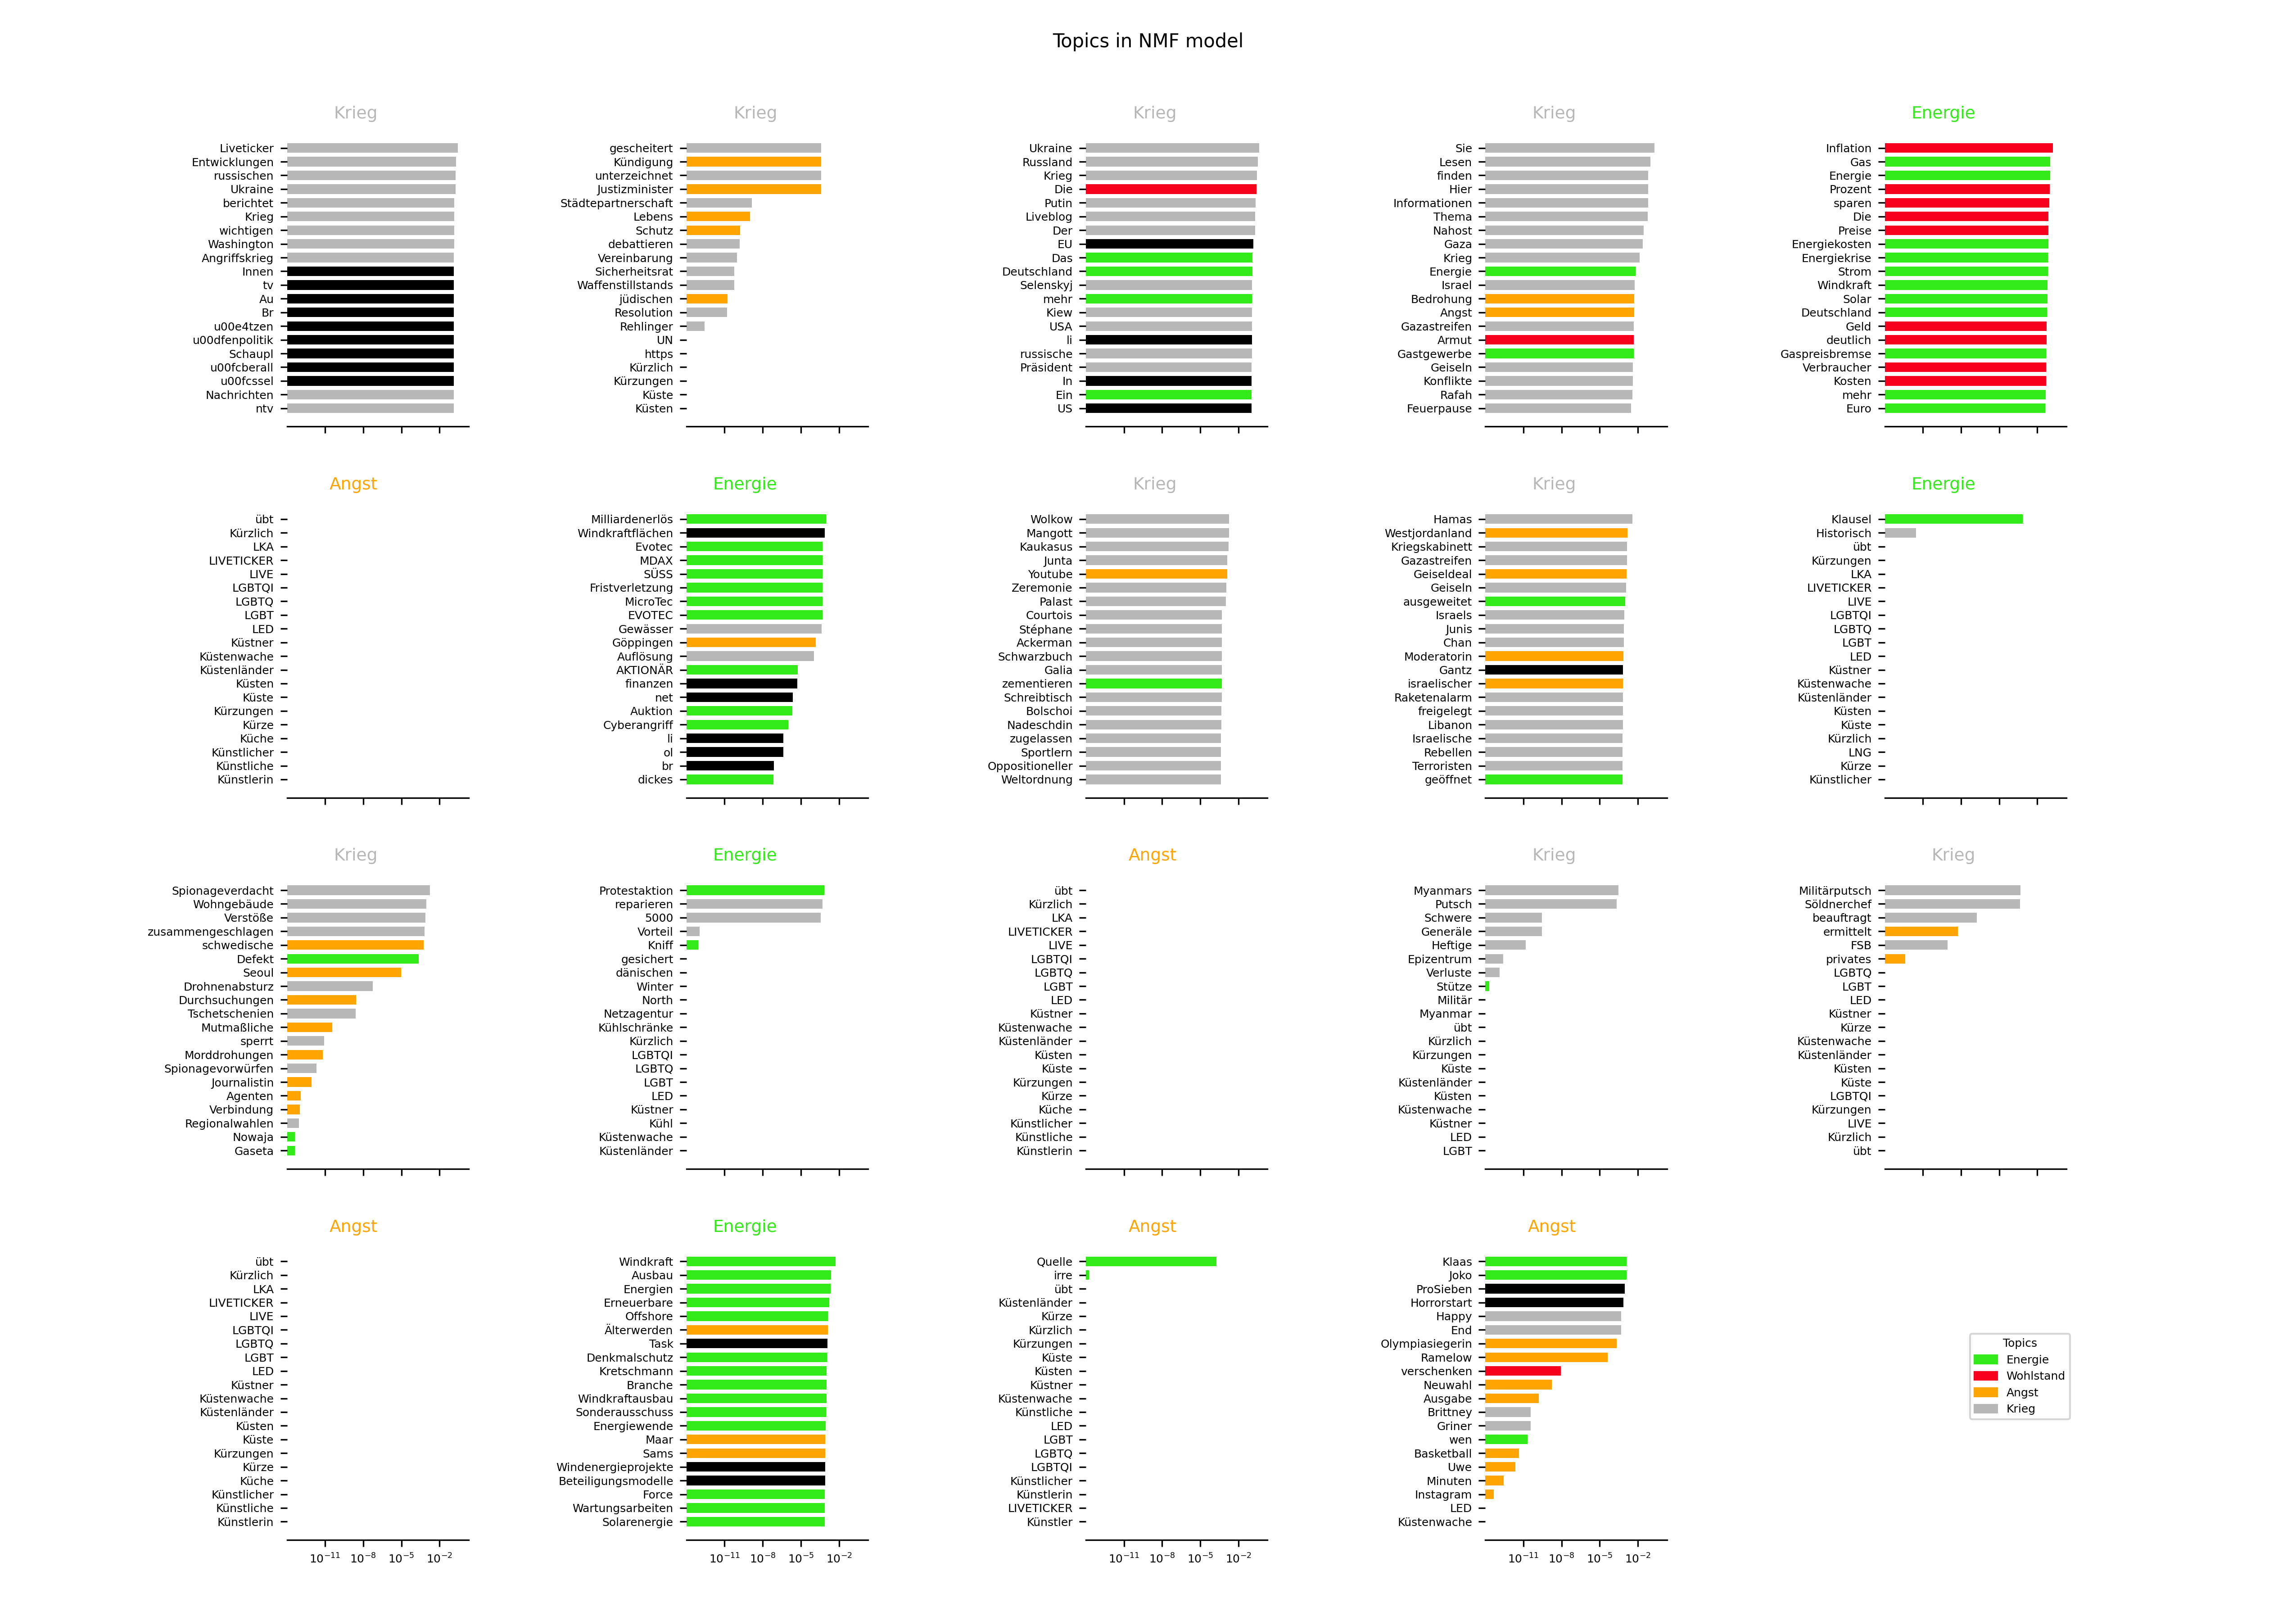 Topics in NMF model
Krieg
Liveticker
Entwicklungen
russischen
Ukraine
berichtet
Krieg
wichtigen
Washington
Angriffskrieg
Innen
tv
Au
Br
u00e4tzen
u00dfenpolitik
Schaupl
u00fcberall
u00fcssel
Nachrichten
ntv
Krieg
gescheitert
Kündigung
unterzeichnet
Justizminister
Städtepartnerschaft
Lebens
Schutz
debattieren
Vereinbarung
Sicherheitsrat
Waffenstillstands
jüdischen
Resolution
Rehlinger
UN
https
Kürzlich
Kürzungen
Küste
Küsten
Krieg
Ukraine
Russland
Krieg
Die
Putin
Liveblog
Der
EU
Das
Deutschland
Selenskyj
mehr
Kiew
USA
li
russische
Präsident
In
Ein
US
Krieg
Sie
Lesen
finden
Hier
Informationen
Thema
Nahost
Gaza
Krieg
Energie
Israel
Bedrohung
Angst
Gazastreifen
Armut
Gastgewerbe
Geiseln
Konflikte
Rafah
Feuerpause
Energie
Inflation
Gas
Energie
Prozent
sparen
Die
Preise
Energiekosten
Energiekrise
Strom
Windkraft
Solar
Deutschland
Geld
deutlich
Gaspreisbremse
Verbraucher
Kosten
mehr
Euro
Angst
übt
Kürzlich
LKA
LIVETICKER
LIVE
LGBTQI
LGBTQ
LGBT
LED
Küstner
Küstenwache
Küstenländer
Küsten
Küste
Kürzungen
Kürze
Küche
Künstlicher
Künstliche
Künstlerin
Energie
Milliardenerlös
Windkraftflächen
Evotec
MDAX
SÜSS
Fristverletzung
MicroTec
EVOTEC
Gewässer
Göppingen
Auflösung
AKTIONÄR
finanzen
net
Auktion
Cyberangriff
li
ol
br
dickes
Krieg
Wolkow
Mangott
Kaukasus
Junta
Youtube
Zeremonie
Palast
Courtois
Stéphane
Ackerman
Schwarzbuch
Galia
zementieren
Schreibtisch
Bolschoi
Nadeschdin
zugelassen
Sportlern
Oppositioneller
Weltordnung
Krieg
Hamas
Westjordanland
Kriegskabinett
Gazastreifen
Geiseldeal
Geiseln
ausgeweitet
Israels
Junis
Chan
Moderatorin
Gantz
israelischer
Raketenalarm
freigelegt
Libanon
Israelische
Rebellen
Terroristen
geöffnet
Energie
Klausel
Historisch
übt
Kürzungen
LKA
LIVETICKER
LIVE
LGBTQI
LGBTQ
LGBT
LED
Küstner
Küstenwache
Küstenländer
Küsten
Küste
Kürzlich
LNG
Kürze
Künstlicher
Krieg
Spionageverdacht
Wohngebäude
Verstöße
zusammengeschlagen
schwedische
Defekt
Seoul
Drohnenabsturz
Durchsuchungen
Tschetschenien
Mutmaßliche
sperrt
Morddrohungen
Spionagevorwürfen
Journalistin
Agenten
Verbindung
Regionalwahlen
Nowaja
Gaseta
Energie
Protestaktion
reparieren
5000
Vorteil
Kniff
gesichert
dänischen
Winter
North
Netzagentur
Kühlschränke
Kürzlich
LGBTQI
LGBTQ
LGBT
LED
Küstner
Kühl
Küstenwache
Küstenländer
Angst
übt
Kürzlich
LKA
LIVETICKER
LIVE
LGBTQI
LGBTQ
LGBT
LED
Küstner
Küstenwache
Küstenländer
Küsten
Küste
Kürzungen
Kürze
Küche
Künstlicher
Künstliche
Künstlerin
Krieg
Myanmars
Putsch
Schwere
Generäle
Heftige
Epizentrum
Verluste
Stütze
Militär
Myanmar
übt
Kürzlich
Kürzungen
Küste
Küstenländer
Küsten
Küstenwache
Küstner
LED
LGBT
Krieg
Militärputsch
Söldnerchef
beauftragt
ermittelt
FSB
privates
LGBTQ
LGBT
LED
Küstner
Kürze
Küstenwache
Küstenländer
Küsten
Küste
LGBTQI
Kürzungen
LIVE
Kürzlich
übt
Angst
übt
Kürzlich
LKA
LIVETICKER
LIVE
LGBTQI
LGBTQ
LGBT
LED
Küstner
Küstenwache
Küstenländer
Küsten
Küste
Kürzungen
Kürze
Küche
Künstlicher
Künstliche
Künstlerin
10⁻¹¹ 10⁻⁸ 10⁻⁵ 10⁻²
Energie
Windkraft
Ausbau
Energien
Erneuerbare
Offshore
Älterwerden
Task
Denkmalschutz
Kretschmann
Branche
Windkraftausbau
Sonderausschuss
Energiewende
Maar
Sams
Windenergieprojekte
Beteiligungsmodelle
Force
Wartungsarbeiten
Solarenergie
10⁻¹¹ 10⁻⁸ 10⁻⁵ 10⁻²
Angst
Quelle
irre
übt
Küstenländer
Kürze
Kürzlich
Kürzungen
Küste
Küsten
Küstner
Küstenwache
Künstliche
LED
LGBT
LGBTQ
LGBTQI
Künstlicher
Künstlerin
LIVETICKER
Künstler
10⁻¹¹ 10⁻⁸ 10⁻⁵ 10⁻²
Angst
Klaas
Joko
ProSieben
Horrorstart
Happy
End
Olympiasiegerin
Ramelow
verschenken
Neuwahl
Ausgabe
Brittney
Griner
wen
Basketball
Uwe
Minuten
Instagram
LED
Küstenwache
10⁻¹¹ 10⁻⁸ 10⁻⁵ 10⁻²
Topics
Energie
Wohlstand
Angst
Krieg